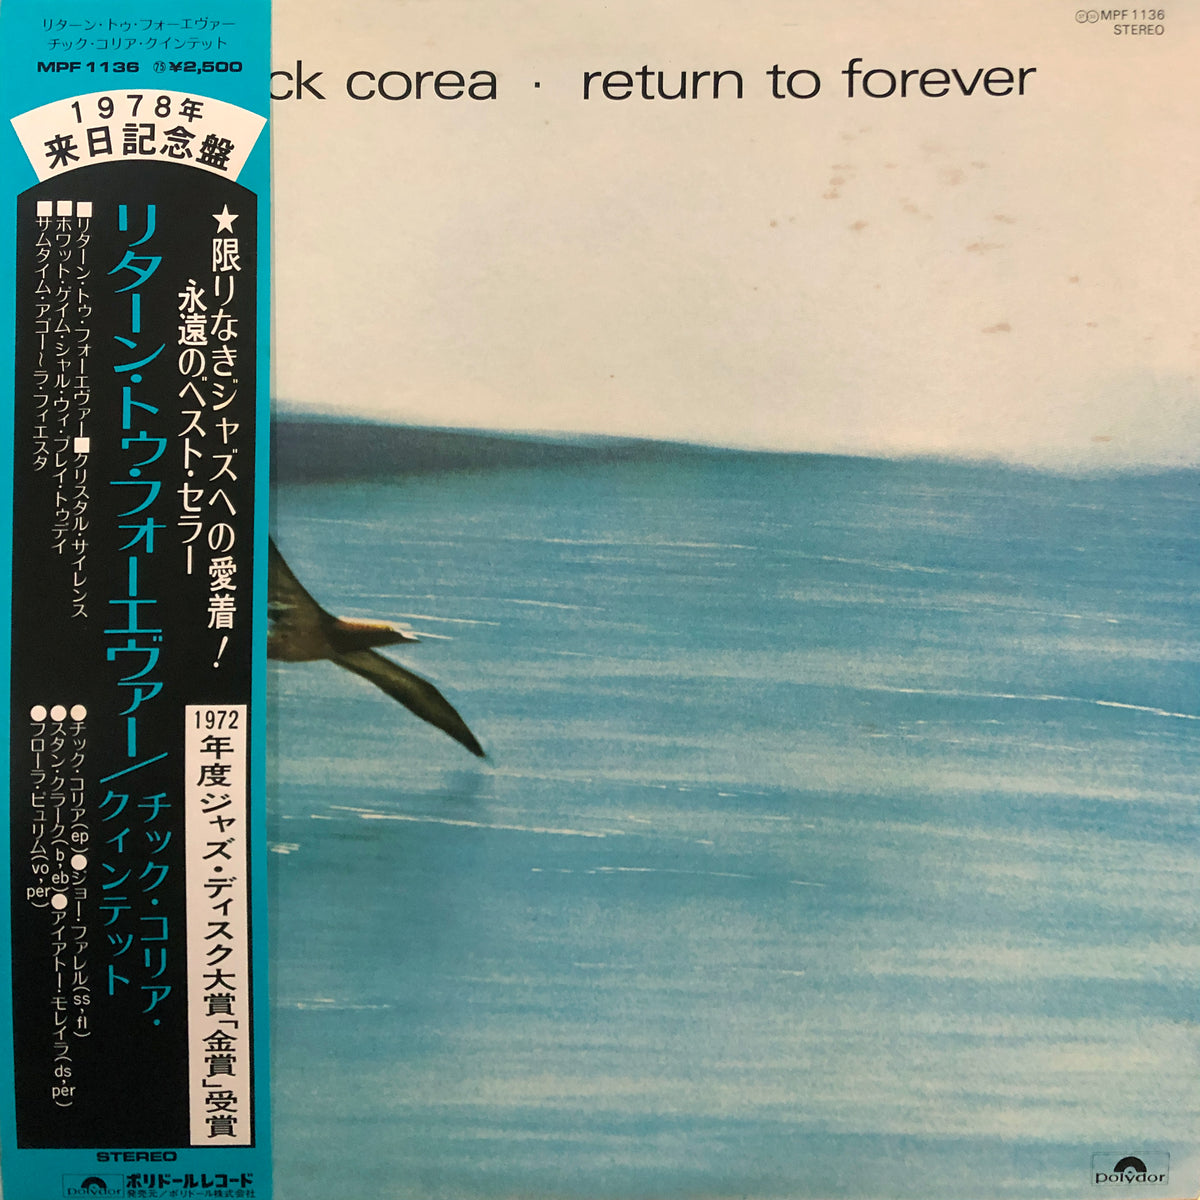 リターン・トゥ・フォーエヴァー
チック・コリア・クインテット
MPF 1136 ㊆¥2,500
1978年
来日記念盤
★限りなきジャズへの愛着!
永遠のベスト・セラー
リターン・トゥ・フォーエヴァー/チック・コリア・
クインテット
■リターン・トゥ・フォーエヴァー■クリスタル・サイレンス
■ホワット・ゲイム・シャル・ウィ・プレイ・トゥデイ
■サムタイム・アゴー〜ラ・フィエスタ
1972年度ジャズ・ディスク大賞「金賞」受賞
●チック・コリア(ep)●ジョー・ファレル(ss,fl)
●スタン・クラーク(b,eb)●アイアトー・モレイラ(ds,per)
●フローラ・ピュリム(vo,per)
STEREO
polydor
ポリドールレコード
発売元/ポリドール株式会社
ck corea · return to forever
MPF 1136
STEREO
polydor